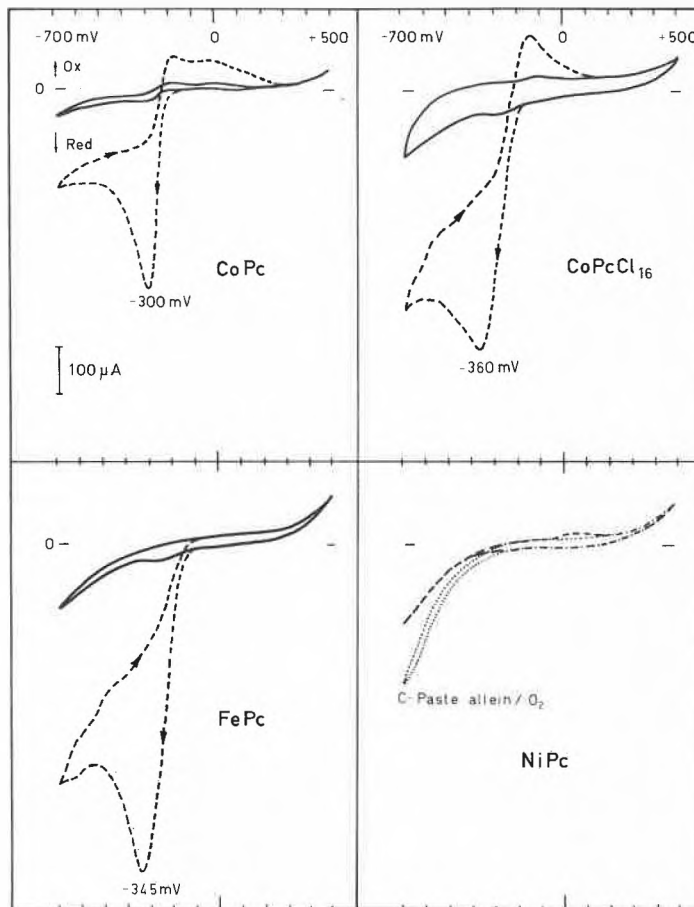 -700 mV 0 +500
↑ Ox
0 –
↓ Red
CoPc
-300 mV
100 µA
-700 mV 0 +500
CoPcCl₁₆
-360 mV
0 –
FePc
-345 mV
C-Paste allein / O₂
NiPc